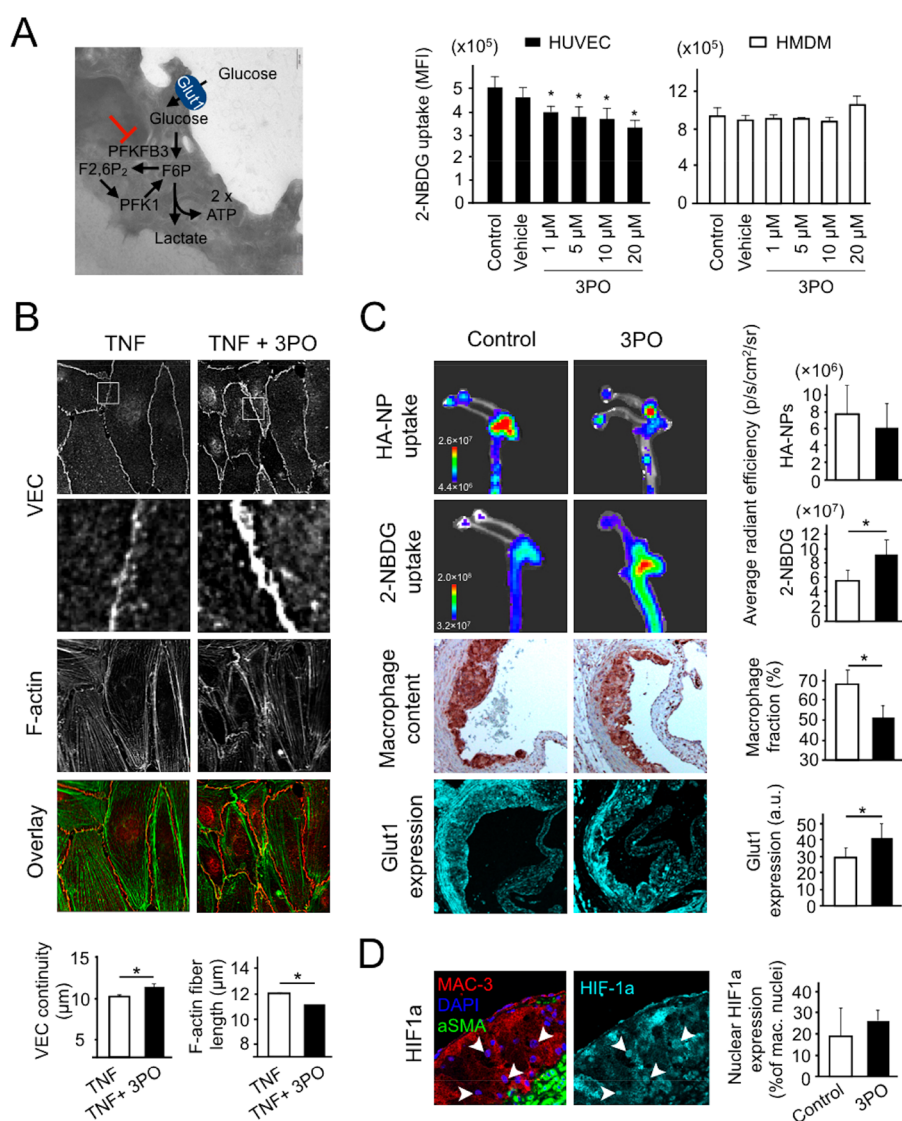 A
Glut1
Glucose
Glucose
PFKFB3
F2,6P2
F6P
PFK1
2 x
ATP
Lactate
(x10⁵)
HUVEC
2-NBDG uptake (MFI)
6
5
4
3
2
1
0
Control
Vehicle
1 µM
5 µM
10 µM
20 µM
3PO
* * * *
(x10⁵)
HMDM
13
9
5
0
Control
Vehicle
1 µM
5 µM
10 µM
20 µM
3PO
B
TNF
TNF + 3PO
VEC
F-actin
Overlay
VEC continuity
(µm)
15
10
5
*
TNF
TNF+ 3PO
F-actin fiber
length (µm)
14
12
10
8
*
TNF
TNF+ 3PO
C
Control
3PO
HA-NP
uptake
2.6×10⁷
4.4×10⁶
2-NBDG
uptake
2.0×10⁸
3.2×10⁷
Macrophage
content
Glut1
expression
Average radiant efficiency (p/s/cm²/sr)
HA-NPs
(×10⁶)
10
8
6
4
2
0
2-NBDG
(×10⁷)
12
10
8
6
4
2
0
*
Macrophage
fraction (%)
70
60
50
40
30
*
Glut1
expression (a.u.)
50
40
30
20
10
0
*
D
HIF1a
MAC-3
DAPI
aSMA
HIF-1a
Nuclear HIF1a
expression
(%of mac. nuclei)
40
30
20
10
0
Control
3PO